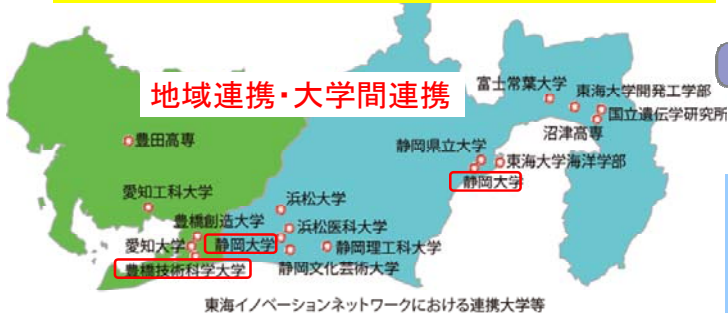 地域連携・大学間連携
富士常葉大学
東海大学開発工学部
国立遺伝学研究所
沼津高専
豊田高専
静岡県立大学
東海大学海洋学部
静岡大学
愛知工科大学
浜松大学
豊橋創造大学
浜松医科大学
愛知大学
静岡大学
静岡理工科大学
豊橋技術科学大学
静岡文化芸術大学
東海イノベーションネットワークにおける連携大学等